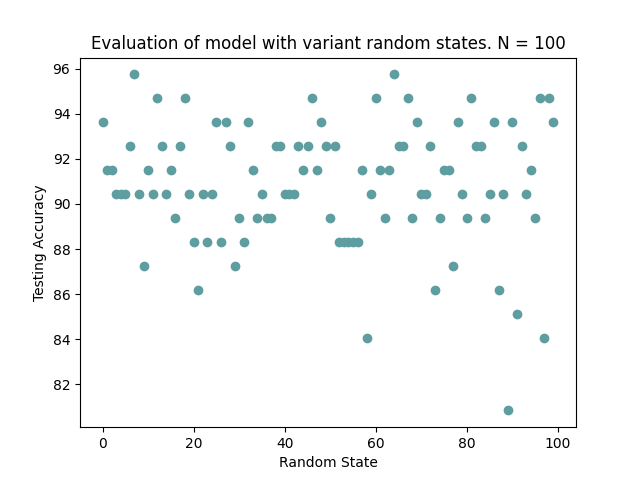 Evaluation of model with variant random states. N = 100
96
94
92
90
88
86
84
82
Testing Accuracy
0 20 40 60 80 100
Random State